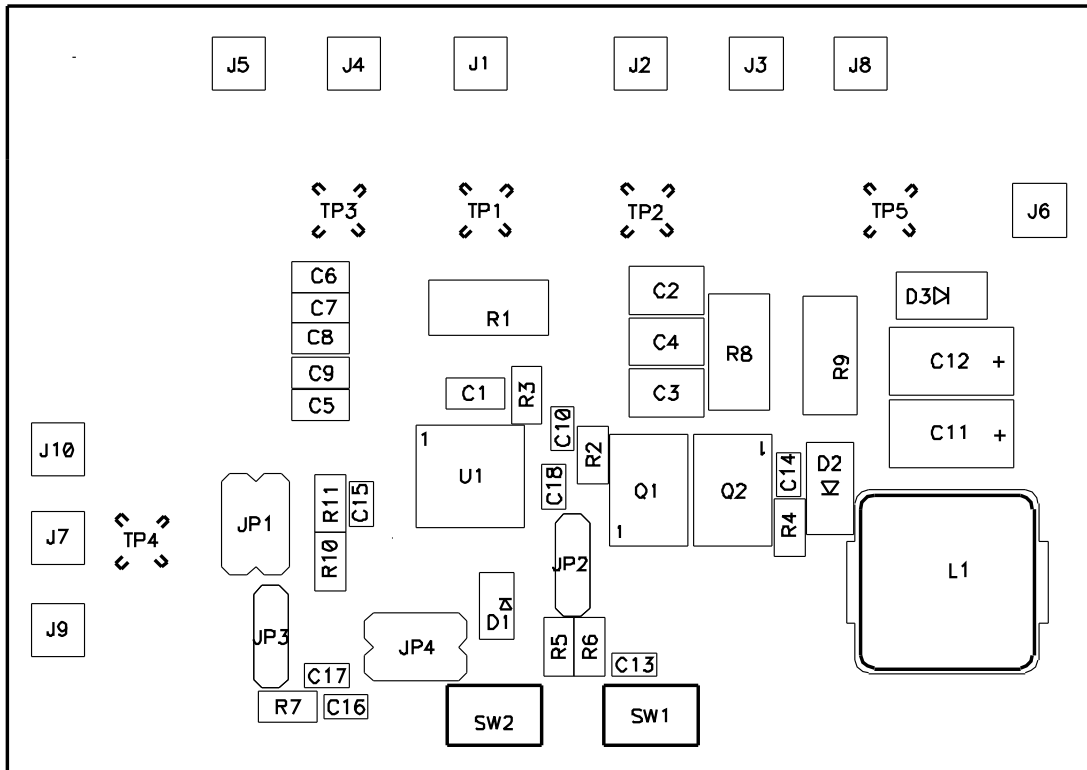 J5 J4 J1 J2 J3 J8
TP3 TP1 TP2 TP5 J6
C6
C7
C8
C9
C5
R1
C2
C4
C3
R8
R9
D3
C12 +
C11 +
C1
R3
C10
R2
C18
1
U1
Q1
1
1
Q2
C14
R4
D2
L1
J10
J7
J9
TP4
JP1
R11
C15
R10
JP2
JP3
JP4
D1
R5
R6
C13
C17
R7
C16
SW2
SW1